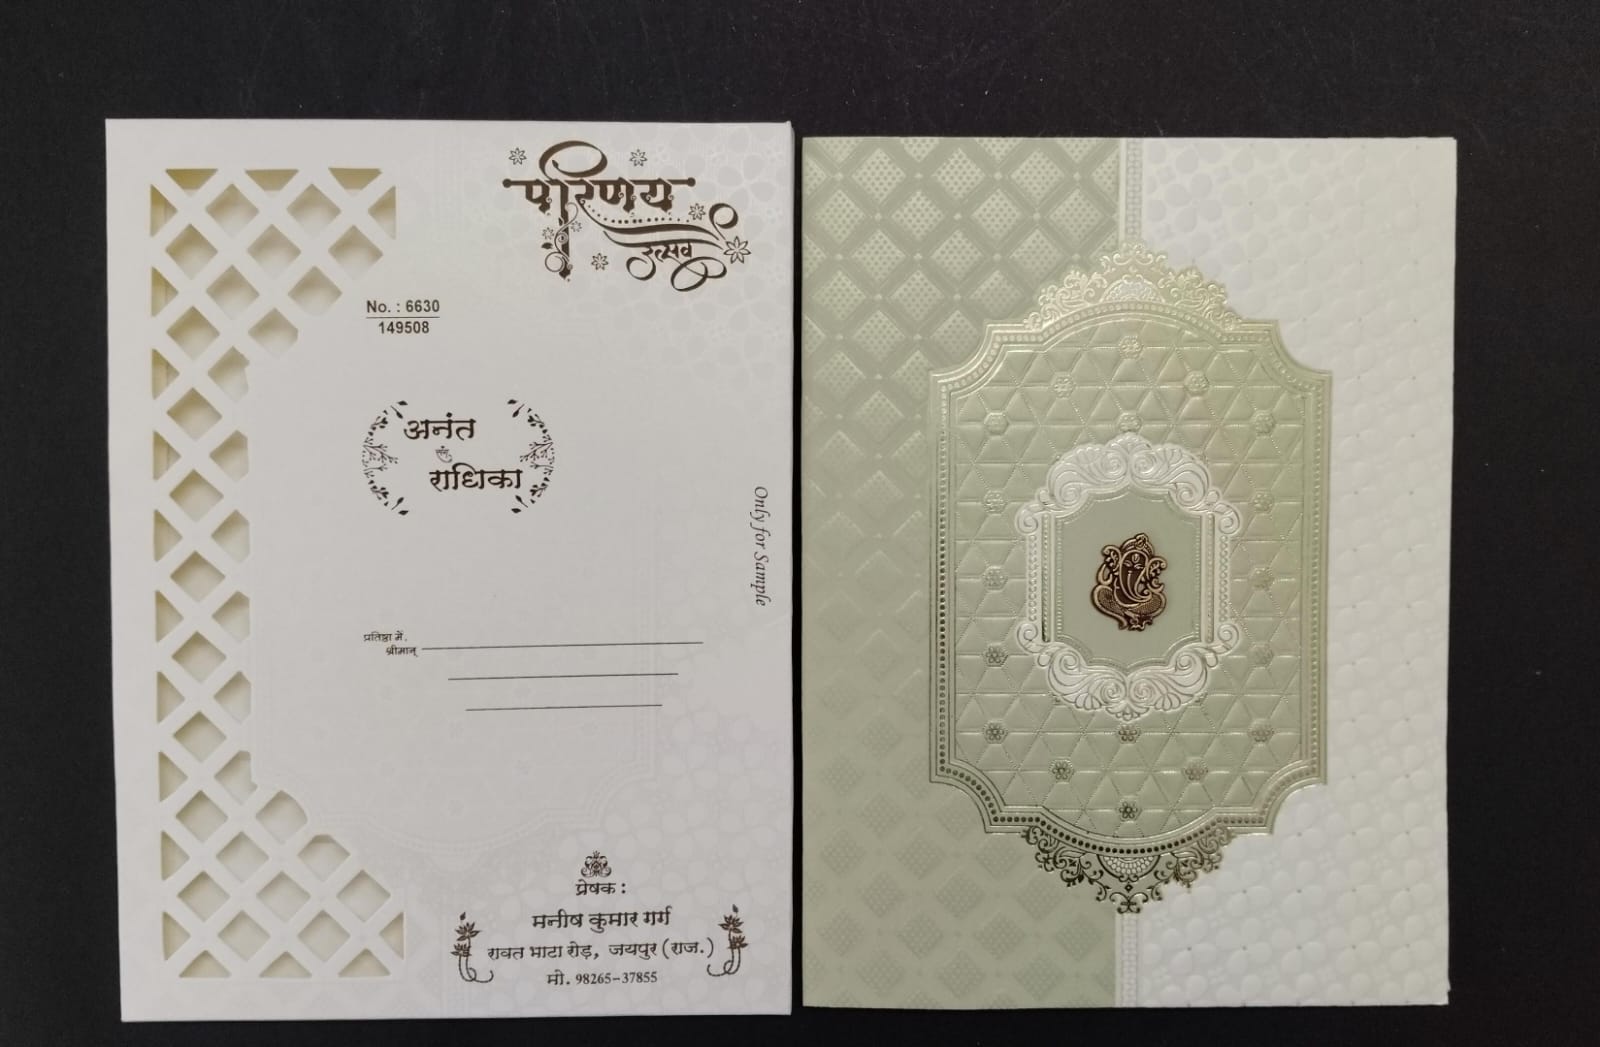 परिणय
उत्सव
No. : 6630
149508
अनंत
एवं
राधिका
Only for Sample
प्रतिष्ठा में,
श्रीमान्
प्रेषक :
मनीष कुमार गर्ग
रावत भाटा रोड़, जयपुर (राज.)
मो. 98265-37855